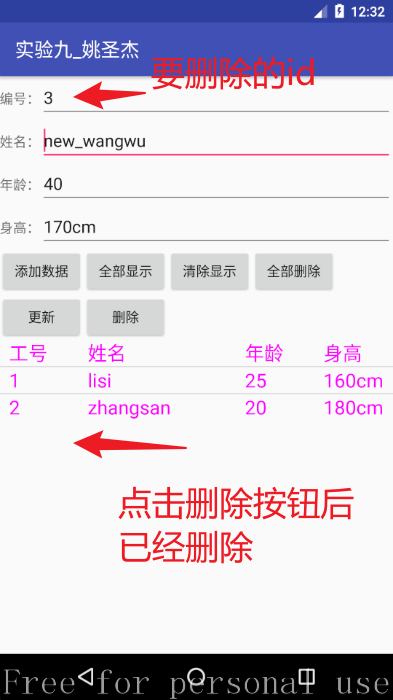 12:32
实验九_姚圣杰
要删除的id
编号： 3
姓名： new_wangwu
年龄： 40
身高： 170cm
添加数据 全部显示 清除显示 全部删除
更新 删除
工号 姓名 年龄 身高
1 lisi 25 160cm
2 zhangsan 20 180cm
点击删除按钮后
已经删除
Free for personal use